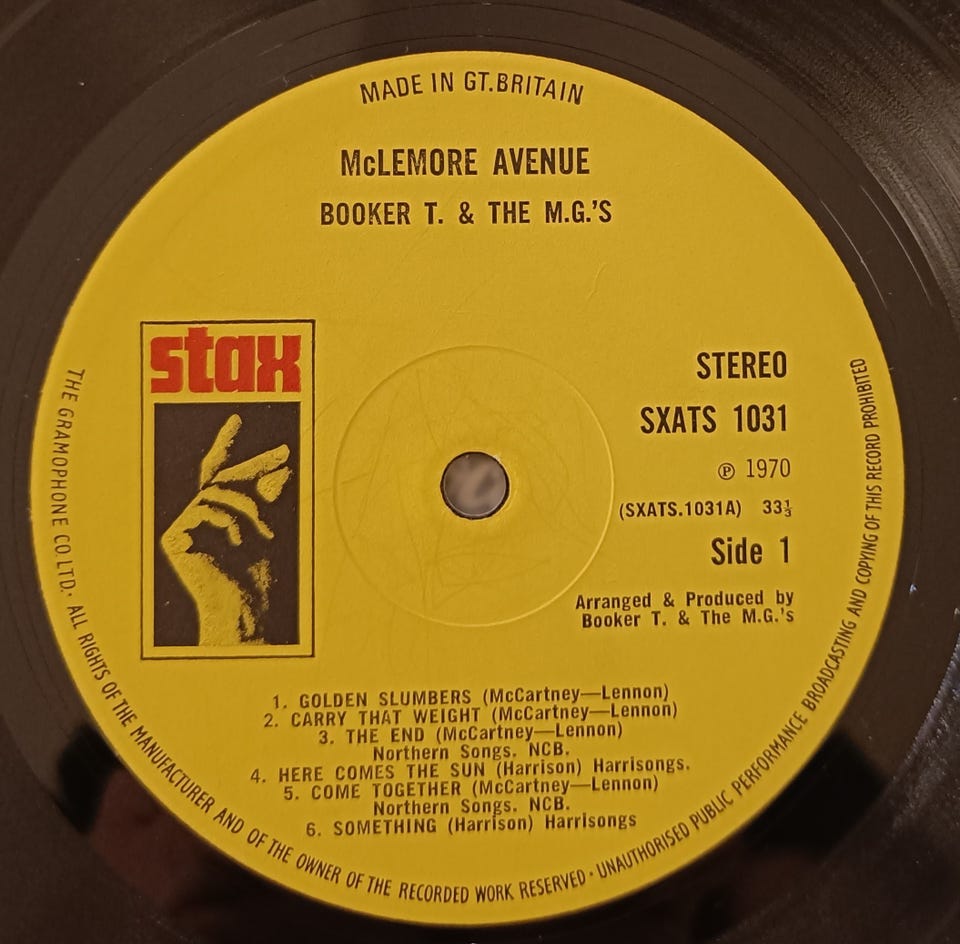 MADE IN GT.BRITAIN
McLEMORE AVENUE
BOOKER T. & THE M.G.'S
stax
STEREO
SXATS 1031
℗ 1970
(SXATS.1031A) 33⅓
Side 1
Arranged & Produced by
Booker T. & The M.G.'s
1. GOLDEN SLUMBERS (McCartney—Lennon)
2. CARRY THAT WEIGHT (McCartney—Lennon)
3. THE END (McCartney—Lennon)
Northern Songs. NCB.
4. HERE COMES THE SUN (Harrison) Harrisongs.
5. COME TOGETHER (McCartney—Lennon)
Northern Songs. NCB.
6. SOMETHING (Harrison) Harrisongs
THE GRAMOPHONE CO.LTD. · ALL RIGHTS OF THE MANUFACTURER AND OF THE OWNER OF THE RECORDED WORK RESERVED · UNAUTHORISED PUBLIC PERFORMANCE BROADCASTING AND COPYING OF THIS RECORD PROHIBITED